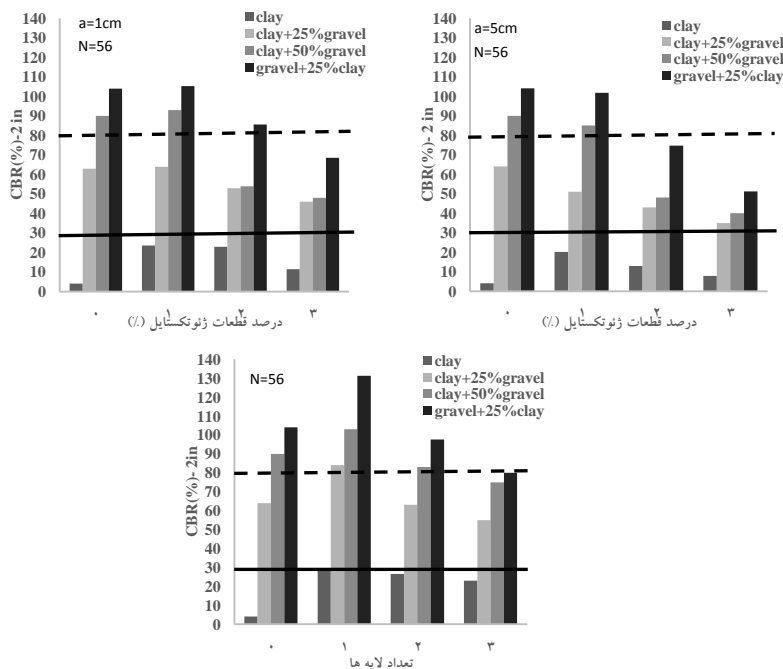 a=1cm
N=56
clay
clay+25%gravel
clay+50%gravel
gravel+25%clay
CBR(%)-2 in
140
130
120
110
100
90
80
70
60
50
40
30
20
10
0
۰ ۱ ۲ ۳
درصد قطعات ژئوتکستایل (٪)
a=5cm
N=56
clay
clay+25%gravel
clay+50%gravel
gravel+25%clay
CBR(%)-2 in
140
130
120
110
100
90
80
70
60
50
40
30
20
10
0
۰ ۱ ۲ ۳
درصد قطعات ژئوتکستایل (٪)
N=56
clay
clay+25%gravel
clay+50%gravel
gravel+25%clay
CBR(%)- 2in
140
130
120
110
100
90
80
70
60
50
40
30
20
10
0
۰ ۱ ۲ ۳
تعداد لایه ها